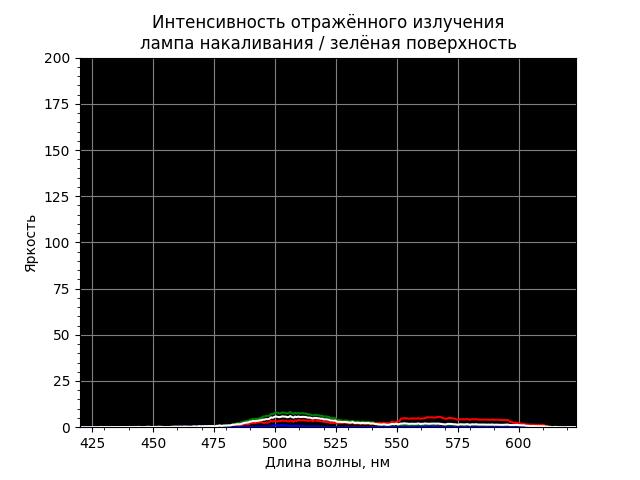 Интенсивность отражённого излучения
лампа накаливания / зелёная поверхность
200
175
150
125
100
75
50
25
0
Яркость
425 450 475 500 525 550 575 600
Длина волны, нм